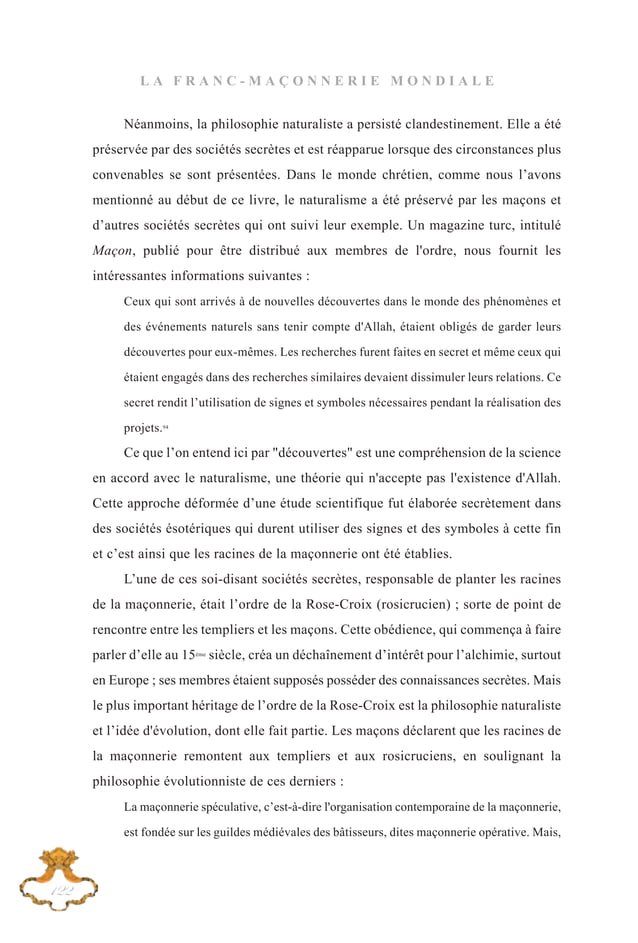 LA FRANC-MAÇONNERIE MONDIALE
Néanmoins, la philosophie naturaliste a persisté clandestinement. Elle a été
préservée par des sociétés secrètes et est réapparue lorsque des circonstances plus
convenables se sont présentées. Dans le monde chrétien, comme nous l’avons
mentionné au début de ce livre, le naturalisme a été préservé par les maçons et
d’autres sociétés secrètes qui ont suivi leur exemple. Un magazine turc, intitulé
Maçon, publié pour être distribué aux membres de l'ordre, nous fournit les
intéressantes informations suivantes :
Ceux qui sont arrivés à de nouvelles découvertes dans le monde des phénomènes et
des événements naturels sans tenir compte d'Allah, étaient obligés de garder leurs
découvertes pour eux-mêmes. Les recherches furent faites en secret et même ceux qui
étaient engagés dans des recherches similaires devaient dissimuler leurs relations. Ce
secret rendit l’utilisation de signes et symboles nécessaires pendant la réalisation des
projets.94
Ce que l’on entend ici par "découvertes" est une compréhension de la science
en accord avec le naturalisme, une théorie qui n'accepte pas l'existence d'Allah.
Cette approche déformée d’une étude scientifique fut élaborée secrètement dans
des sociétés ésotériques qui durent utiliser des signes et des symboles à cette fin
et c’est ainsi que les racines de la maçonnerie ont été établies.
L’une de ces soi-disant sociétés secrètes, responsable de planter les racines
de la maçonnerie, était l’ordre de la Rose-Croix (rosicrucien) ; sorte de point de
rencontre entre les templiers et les maçons. Cette obédience, qui commença à faire
parler d’elle au 15ème siècle, créa un déchaînement d’intérêt pour l’alchimie, surtout
en Europe ; ses membres étaient supposés posséder des connaissances secrètes. Mais
le plus important héritage de l’ordre de la Rose-Croix est la philosophie naturaliste
et l’idée d'évolution, dont elle fait partie. Les maçons déclarent que les racines de
la maçonnerie remontent aux templiers et aux rosicruciens, en soulignant la
philosophie évolutionniste de ces derniers :
La maçonnerie spéculative, c’est-à-dire l'organisation contemporaine de la maçonnerie,
est fondée sur les guildes médiévales des bâtisseurs, dites maçonnerie opérative. Mais,
122